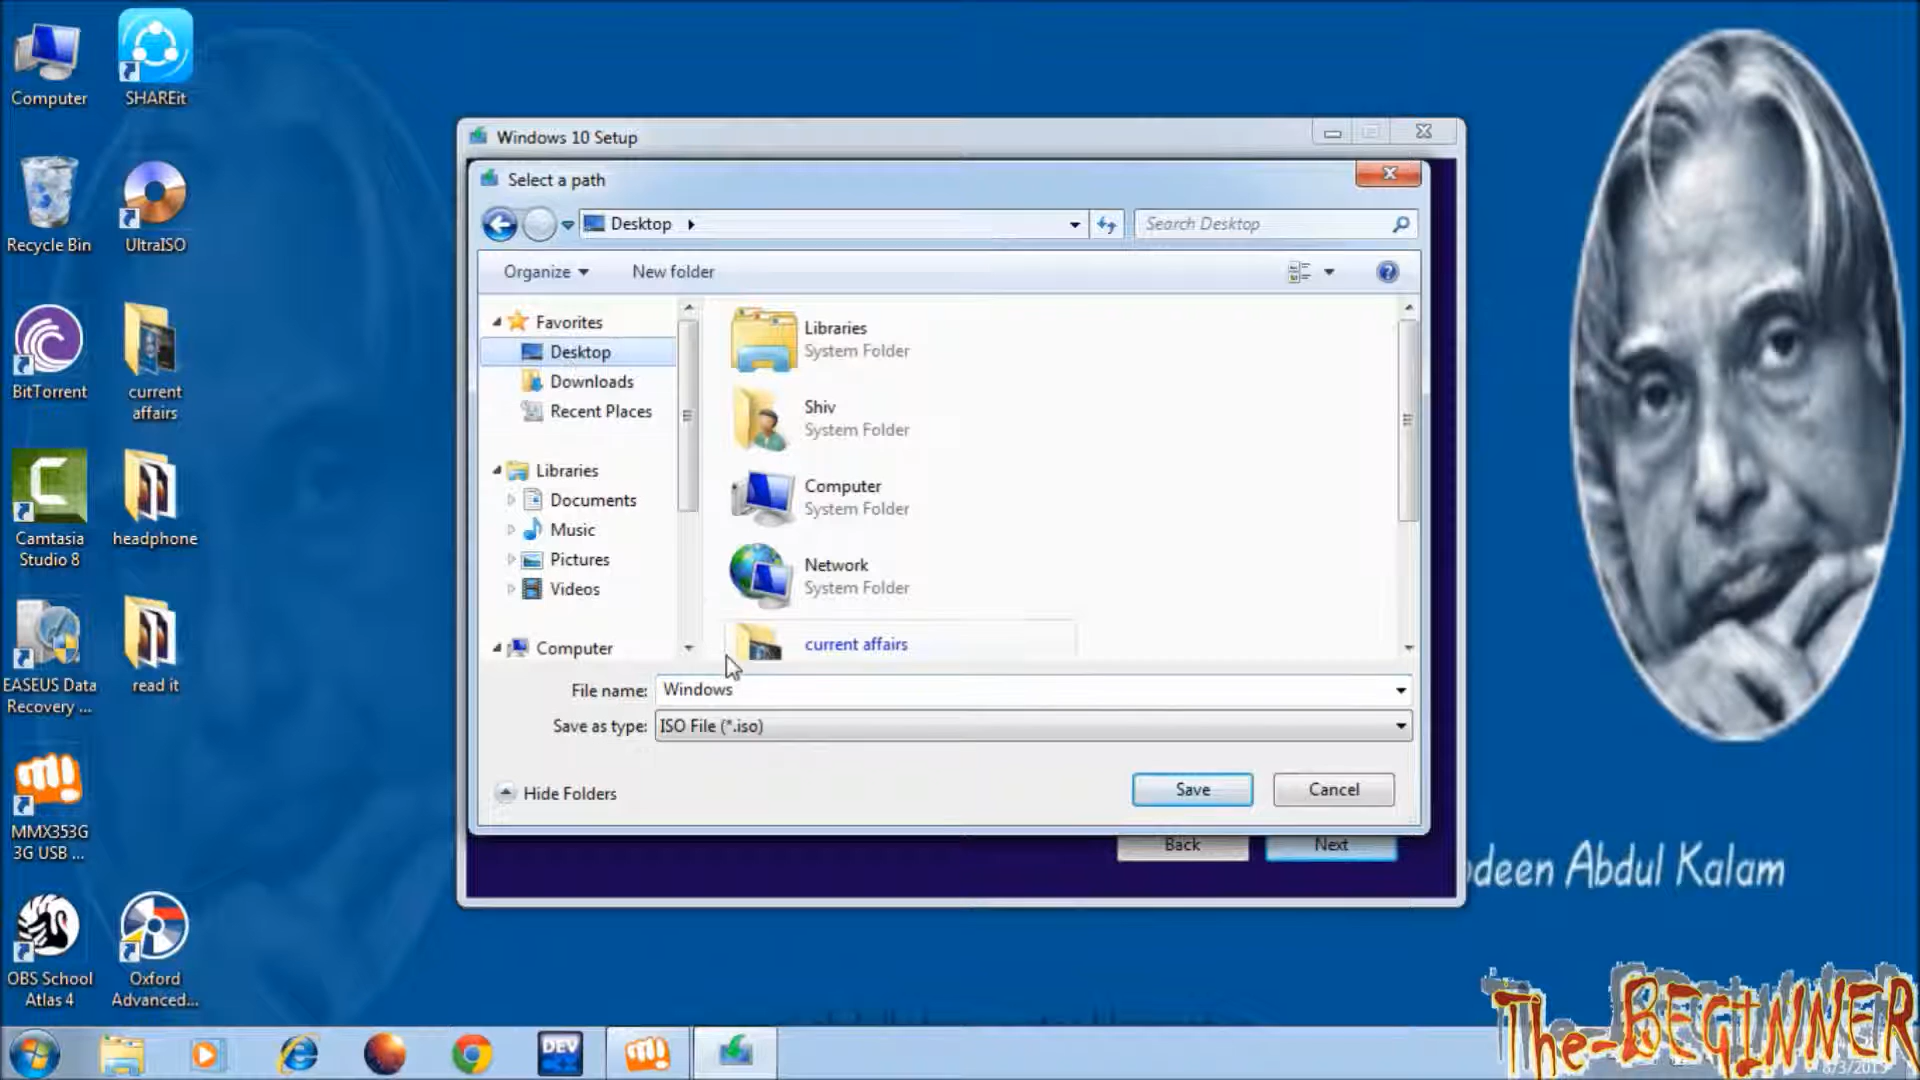 Computer
SHAREit
Recycle Bin
UltraISO
BitTorrent
current
affairs
Camtasia
Studio 8
headphone
EASEUS Data
Recovery ...
read it
MMX353G
3G USB ...
OBS School
Atlas 4
Oxford
Advanced...
Windows 10 Setup
Select a path
Desktop
Search Desktop
Organize
New folder
Favorites
Desktop
Downloads
Recent Places
Libraries
Documents
Music
Pictures
Videos
Computer
Libraries
System Folder
Shiv
System Folder
Computer
System Folder
Network
System Folder
current affairs
File name: Windows
Save as type: ISO File (*.iso)
Hide Folders
Save
Cancel
Back
Next
deen Abdul Kalam
DEV
The-BEGINNER